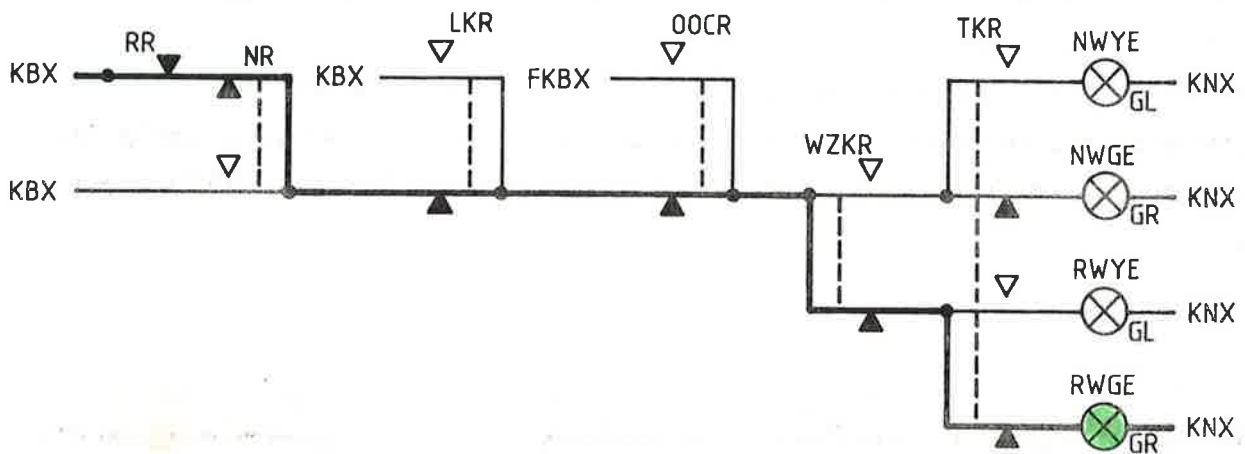 LKR
OOCR
TKR
NWYE
RR
NR
KBX
KBX
FKBX
KNX
GL
WZKR
NWGE
KBX
KNX
GR
RWYE
KNX
GL
RWGE
KNX
GR